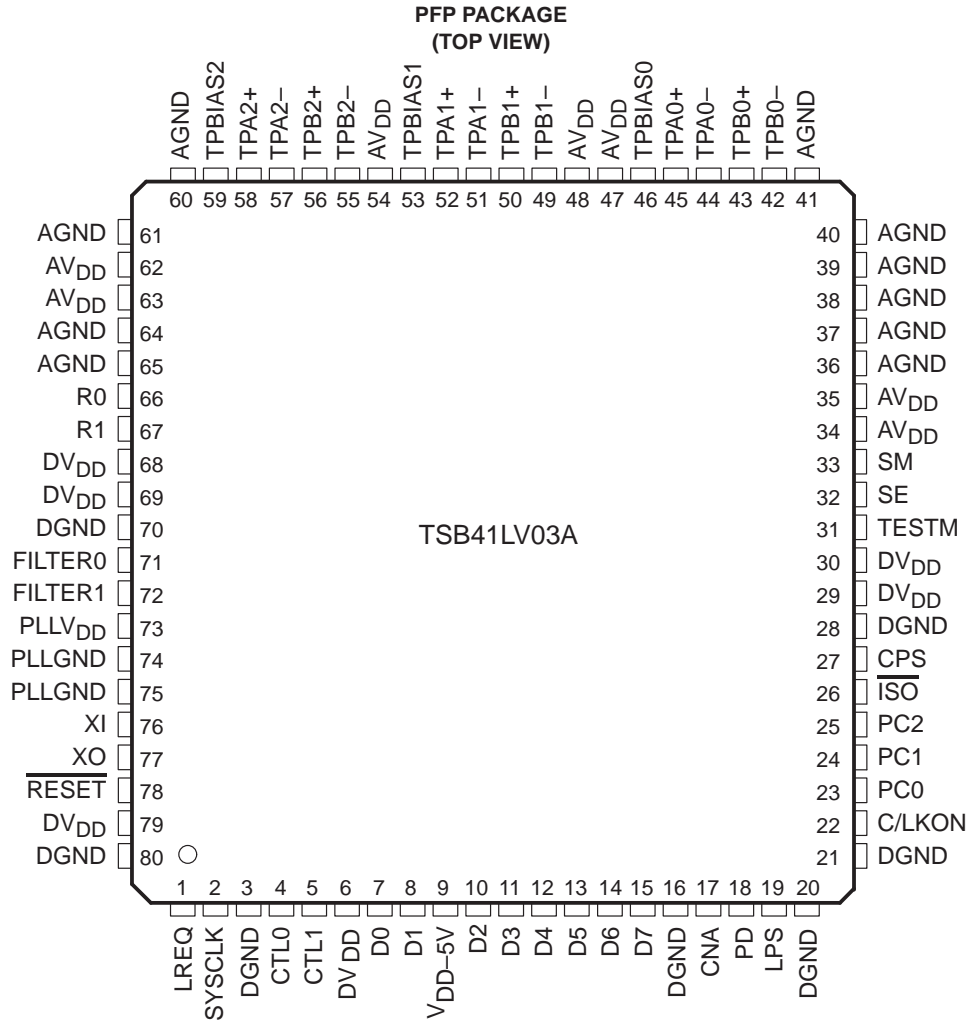 PFP PACKAGE
(TOP VIEW)
AGND
TPBIAS2
TPA2+
TPA2–
TPB2+
TPB2–
AVDD
TPBIAS1
TPA1+
TPA1–
TPB1+
TPB1–
AVDD
AVDD
TPBIAS0
TPA0+
TPA0–
TPB0+
TPB0–
AGND
60 59 58 57 56 55 54 53 52 51 50 49 48 47 46 45 44 43 42 41
AGND 61 40 AGND
AVDD 62 39 AGND
AVDD 63 38 AGND
AGND 64 37 AGND
AGND 65 36 AGND
R0 66 35 AVDD
R1 67 34 AVDD
DVDD 68 33 SM
DVDD 69 32 SE
DGND 70 TSB41LV03A 31 TESTM
FILTER0 71 30 DVDD
FILTER1 72 29 DVDD
PLLVDD 73 28 DGND
PLLGND 74 27 CPS
PLLGND 75 26 ISO
XI 76 25 PC2
XO 77 24 PC1
RESET 78 23 PC0
DVDD 79 22 C/LKON
DGND 80 21 DGND
1 2 3 4 5 6 7 8 9 10 11 12 13 14 15 16 17 18 19 20
LREQ
SYSCLK
DGND
CTL0
CTL1
DVDD
D0
D1
VDD–5V
D2
D3
D4
D5
D6
D7
DGND
CNA
PD
LPS
DGND